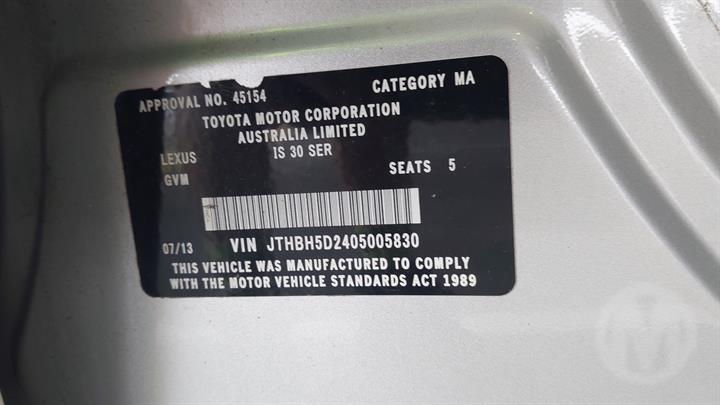 APPROVAL NO. 45154 CATEGORY MA
TOYOTA MOTOR CORPORATION
AUSTRALIA LIMITED
LEXUS IS 30 SER
GVM SEATS 5
07/13 VIN JTHBH5D2405005830
THIS VEHICLE WAS MANUFACTURED TO COMPLY
WITH THE MOTOR VEHICLE STANDARDS ACT 1989